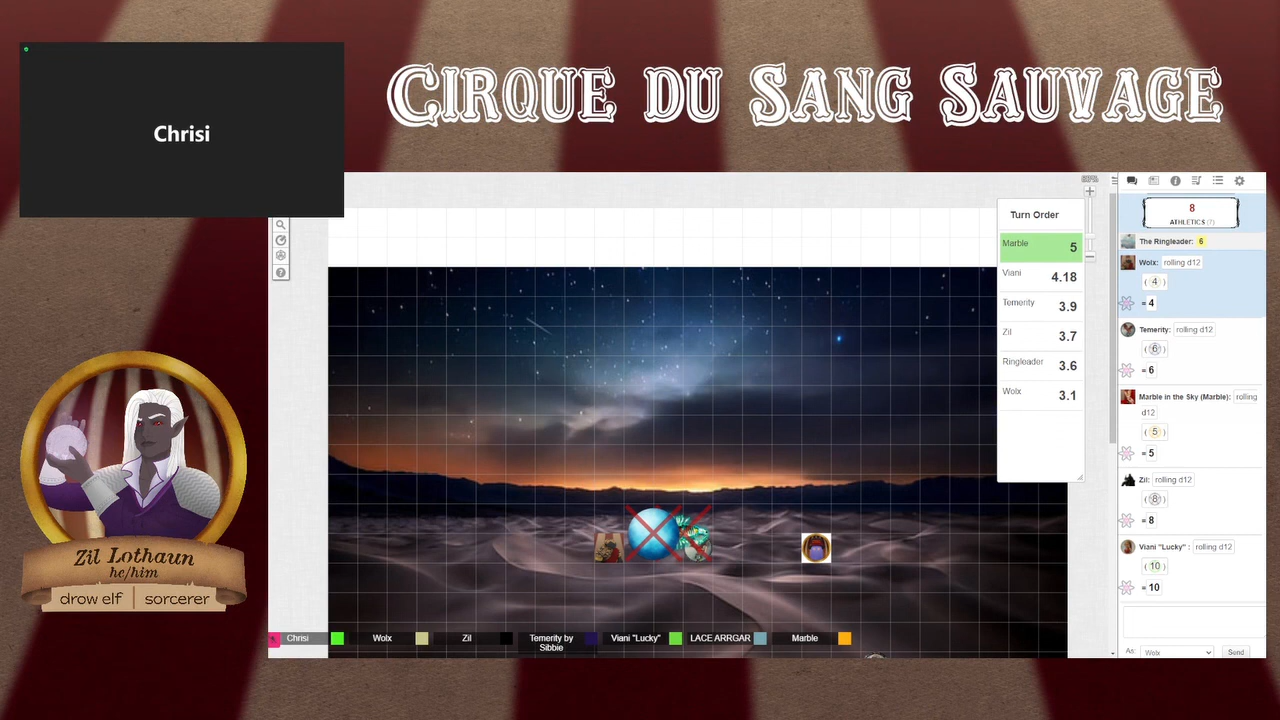 CIRQUE DU SANG SAUVAGE
Chrisi
Zil Lothaun
he/him
drow elf | sorcerer
Turn Order
Marble 5
Viani 4.18
Temerity 3.9
Zil 3.7
Ringleader 3.6
Wolx 3.1
8
ATHLETICS (7)
The Ringleader: 6
Wolx: rolling d12
(4)
= 4
Temerity: rolling d12
(6)
= 6
Marble in the Sky (Marble): rolling
d12
(5)
= 5
Zil: rolling d12
(8)
= 8
Viani "Lucky" : rolling d12
(10)
= 10
As: Wolx Send
Chrisi Wolx Zil Temerity by Viani "Lucky" LACE ARRGAR Marble
Sibbie